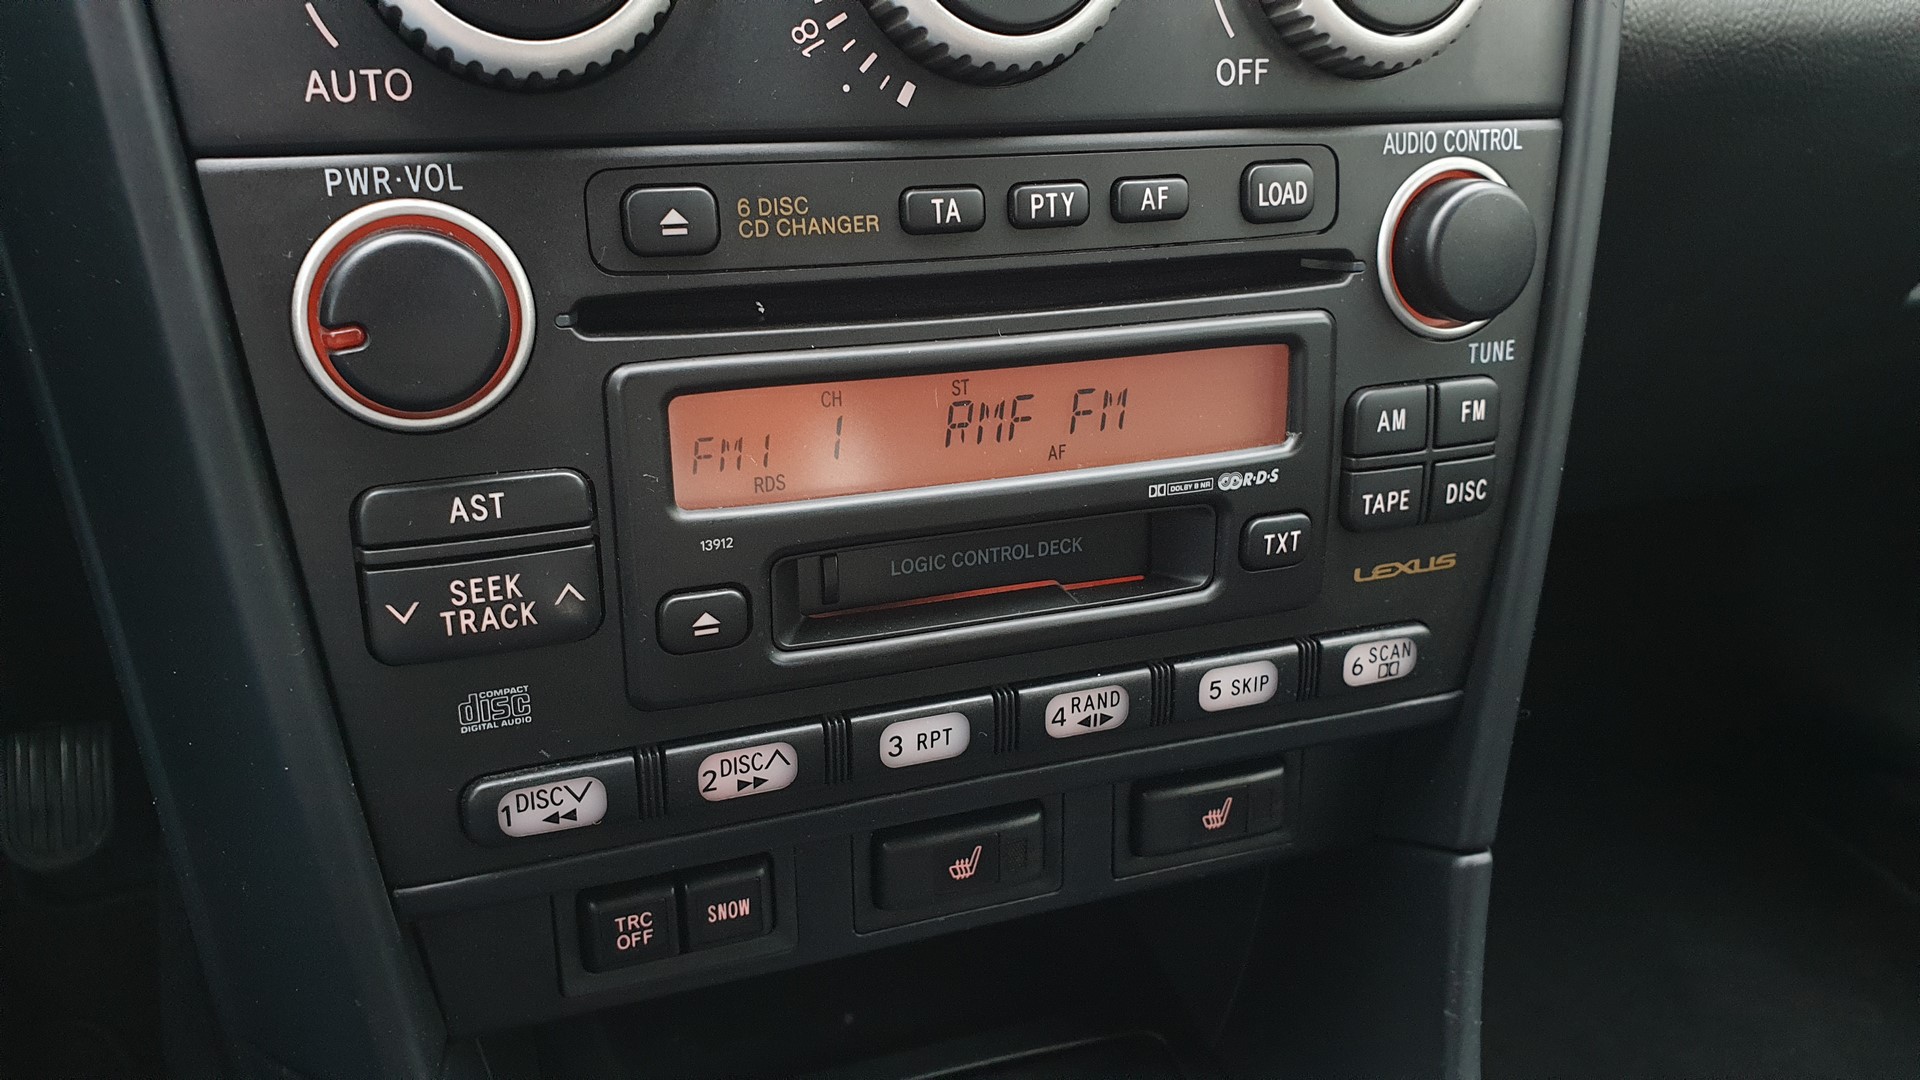 AUTO
18
OFF
PWR·VOL
6 DISC
CD CHANGER
TA
PTY
AF
LOAD
AUDIO CONTROL
TUNE
CH
ST
FM1 1 RMF FM
RDS
AF
DOLBY B NR
R·D·S
AM
FM
TAPE
DISC
AST
SEEK
TRACK
13912
LOGIC CONTROL DECK
TXT
LEXUS
COMPACT
disc
DIGITAL AUDIO
1 DISC
2 DISC
3 RPT
4 RAND
5 SKIP
6 SCAN
TRC
OFF
SNOW